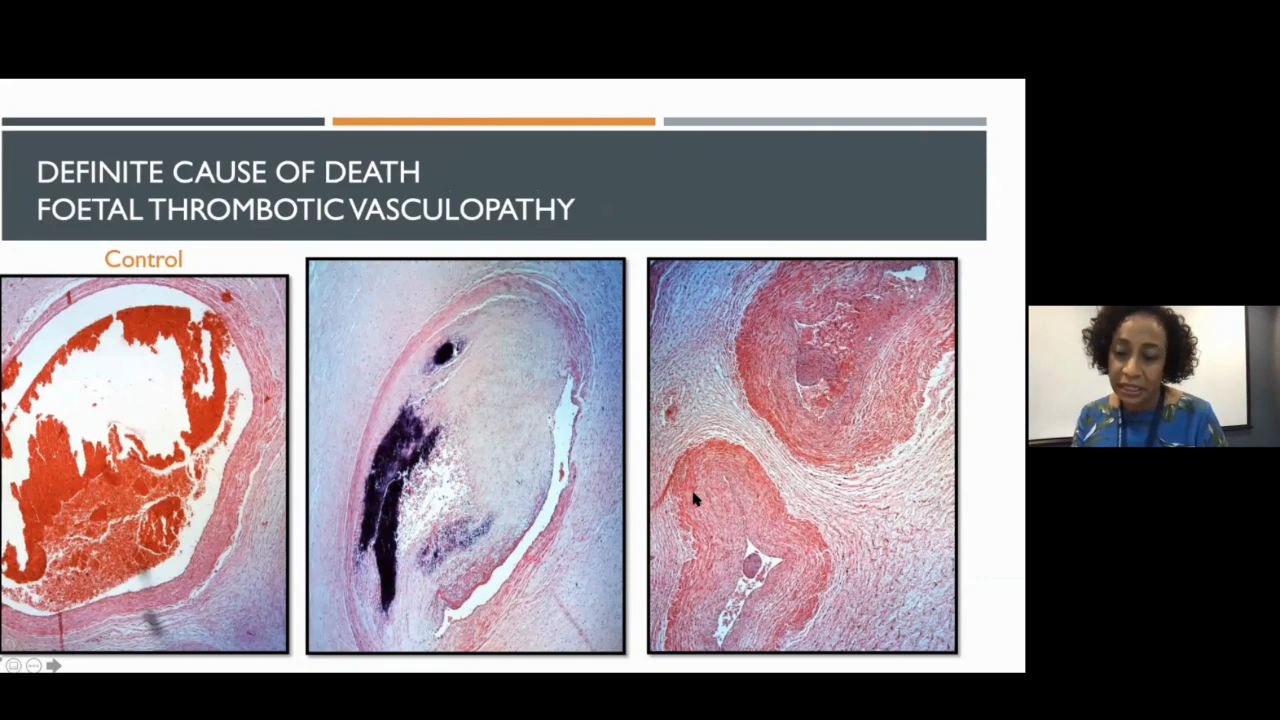 DEFINITE CAUSE OF DEATH
FOETAL THROMBOTIC VASCULOPATHY
Control